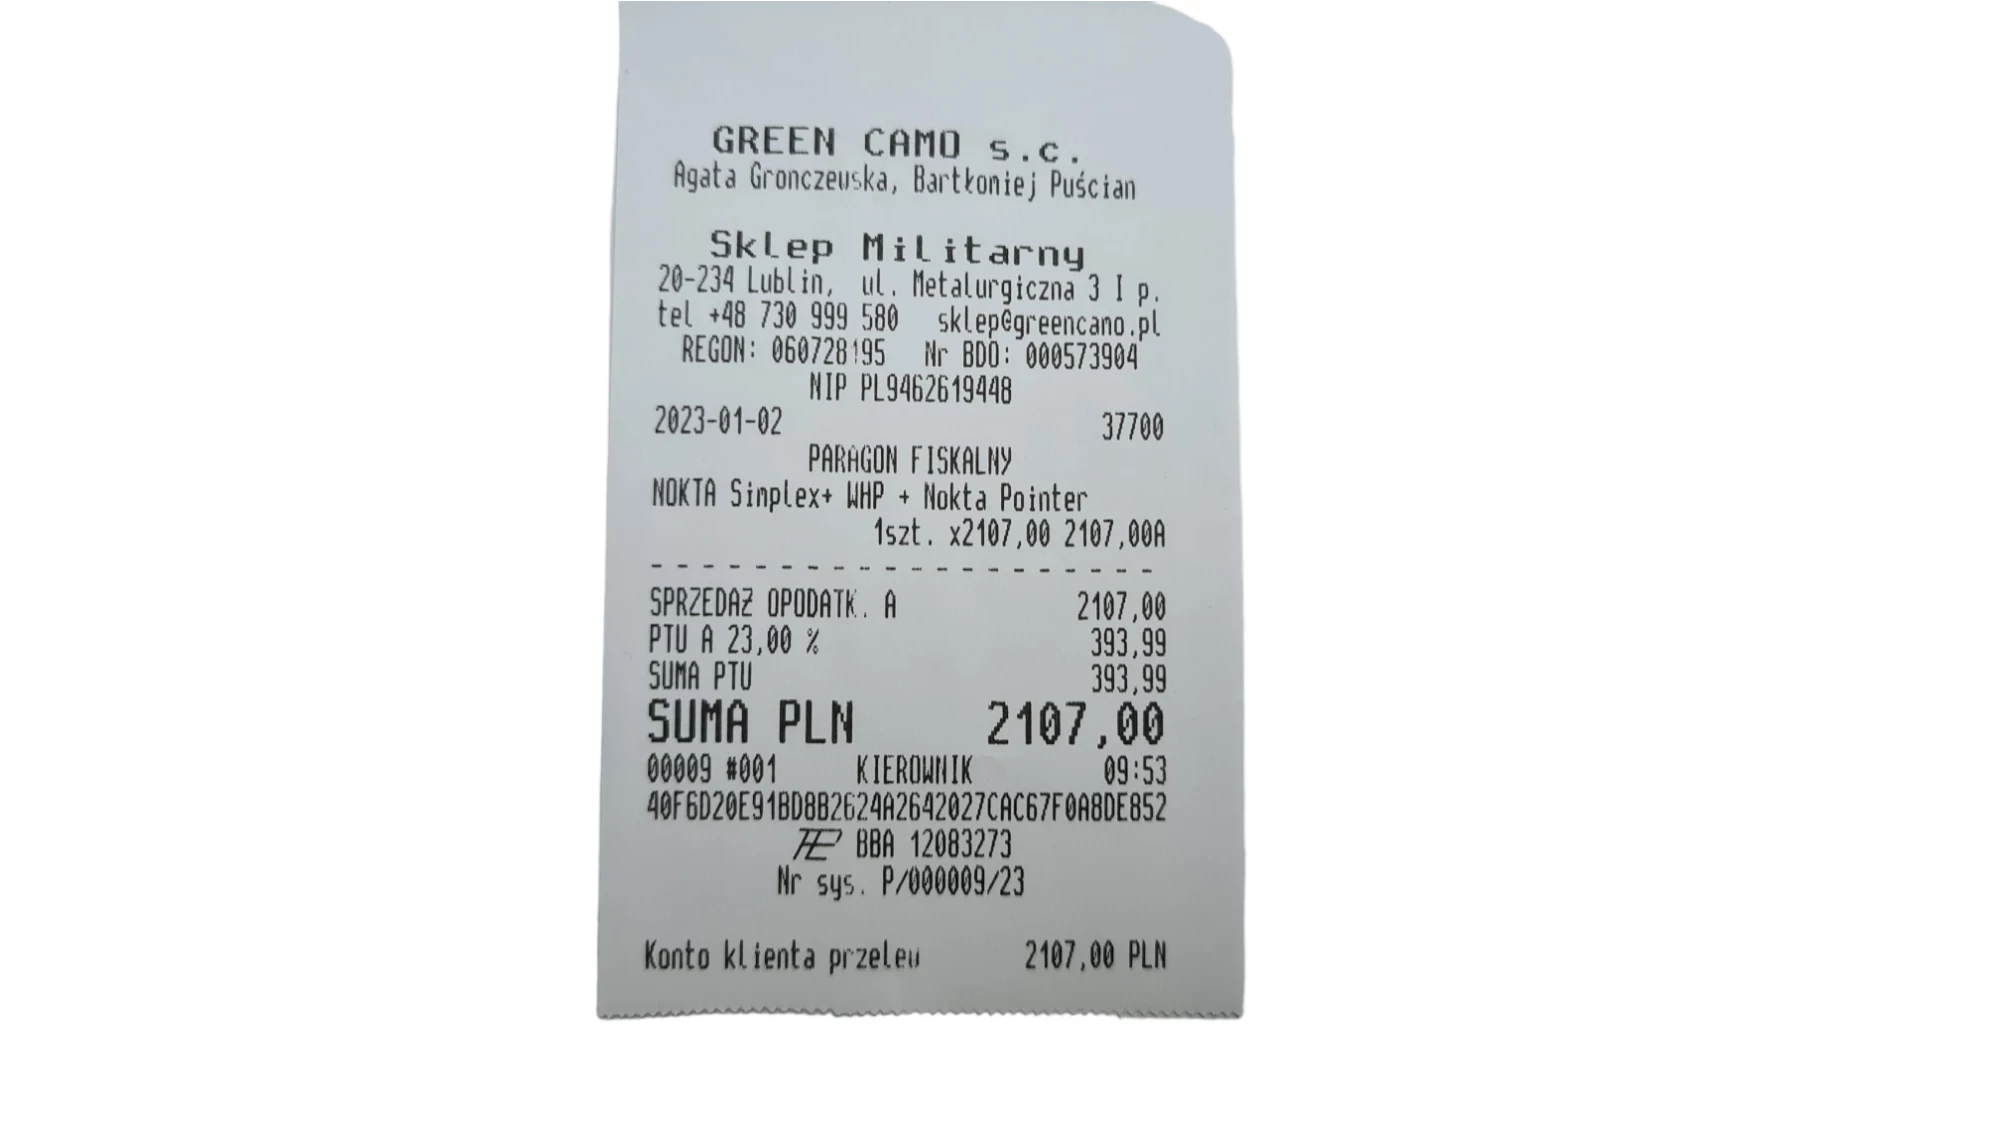 GREEN CAMO s.c.
Agata Gronczewska, Bartłomiej Puścian
Sklep Militarny
20-234 Lublin, ul. Metalurgiczna 3 I p.
tel +48 730 999 580 sklep@greencamo.pl
REGON: 060728195 Nr BDO: 000573904
NIP PL9462619448
2023-01-02 37700
PARAGON FISKALNY
NOKTA Simplex+ WHP + Nokta Pointer
1szt. x2107,00 2107,00A
- - - - - - - - - - - - - - - - - - - -
SPRZEDAŻ OPODATK. A 2107,00
PTU A 23,00 % 393,99
SUMA PTU 393,99
SUMA PLN 2107,00
00009 #001 KIEROWNIK 09:53
40F6D20E91BD8B2624A2642027CAC67F0A8DE852
BBA 12083273
Nr sys. P/000009/23
Konto klienta przelew 2107,00 PLN